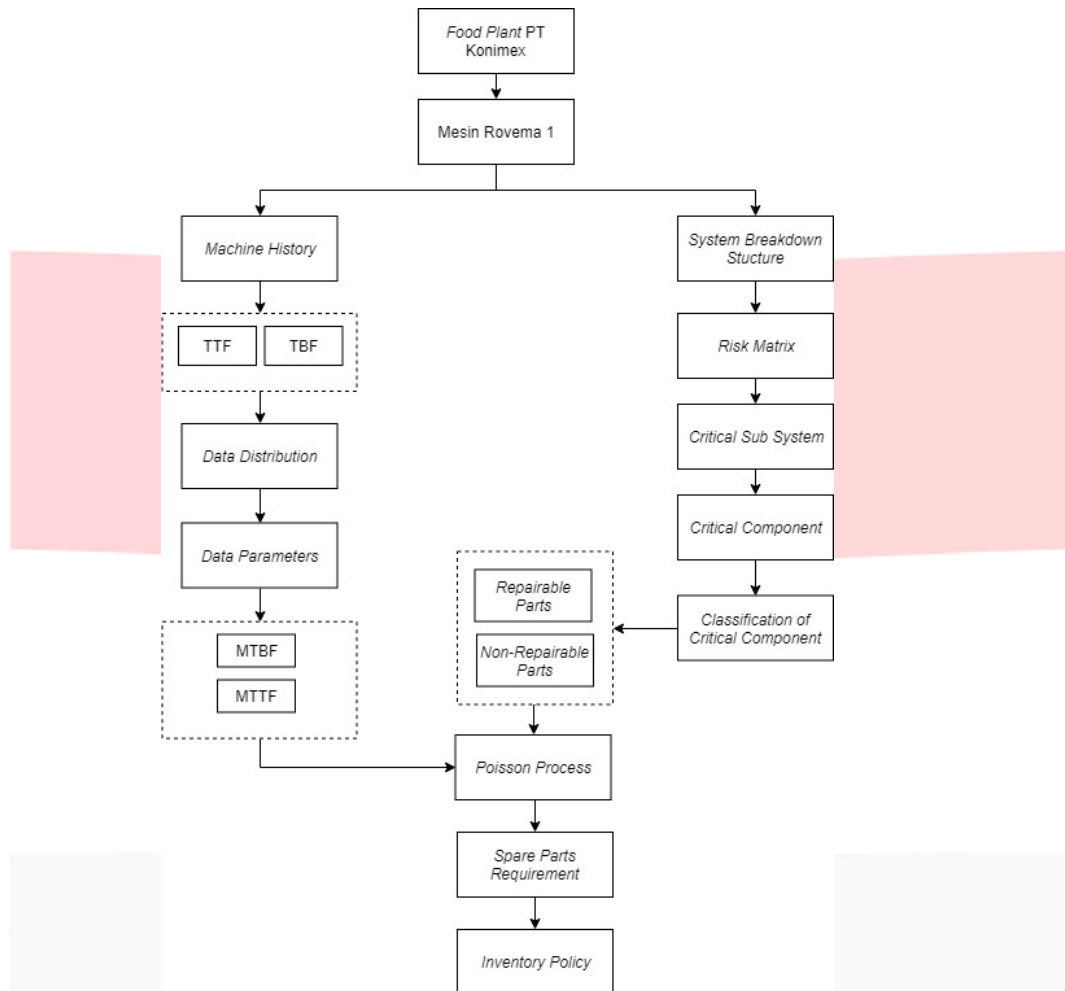 Food Plant PT
Konimex
Mesin Rovema 1
Machine History
System Breakdown
Stucture
TTF
TBF
Risk Matrix
Data Distribution
Critical Sub System
Data Parameters
Critical Component
Repairable
Parts
Classification of
Critical Component
MTBF
Non-Repairable
Parts
MTTF
Poisson Process
Spare Parts
Requirement
Inventory Policy